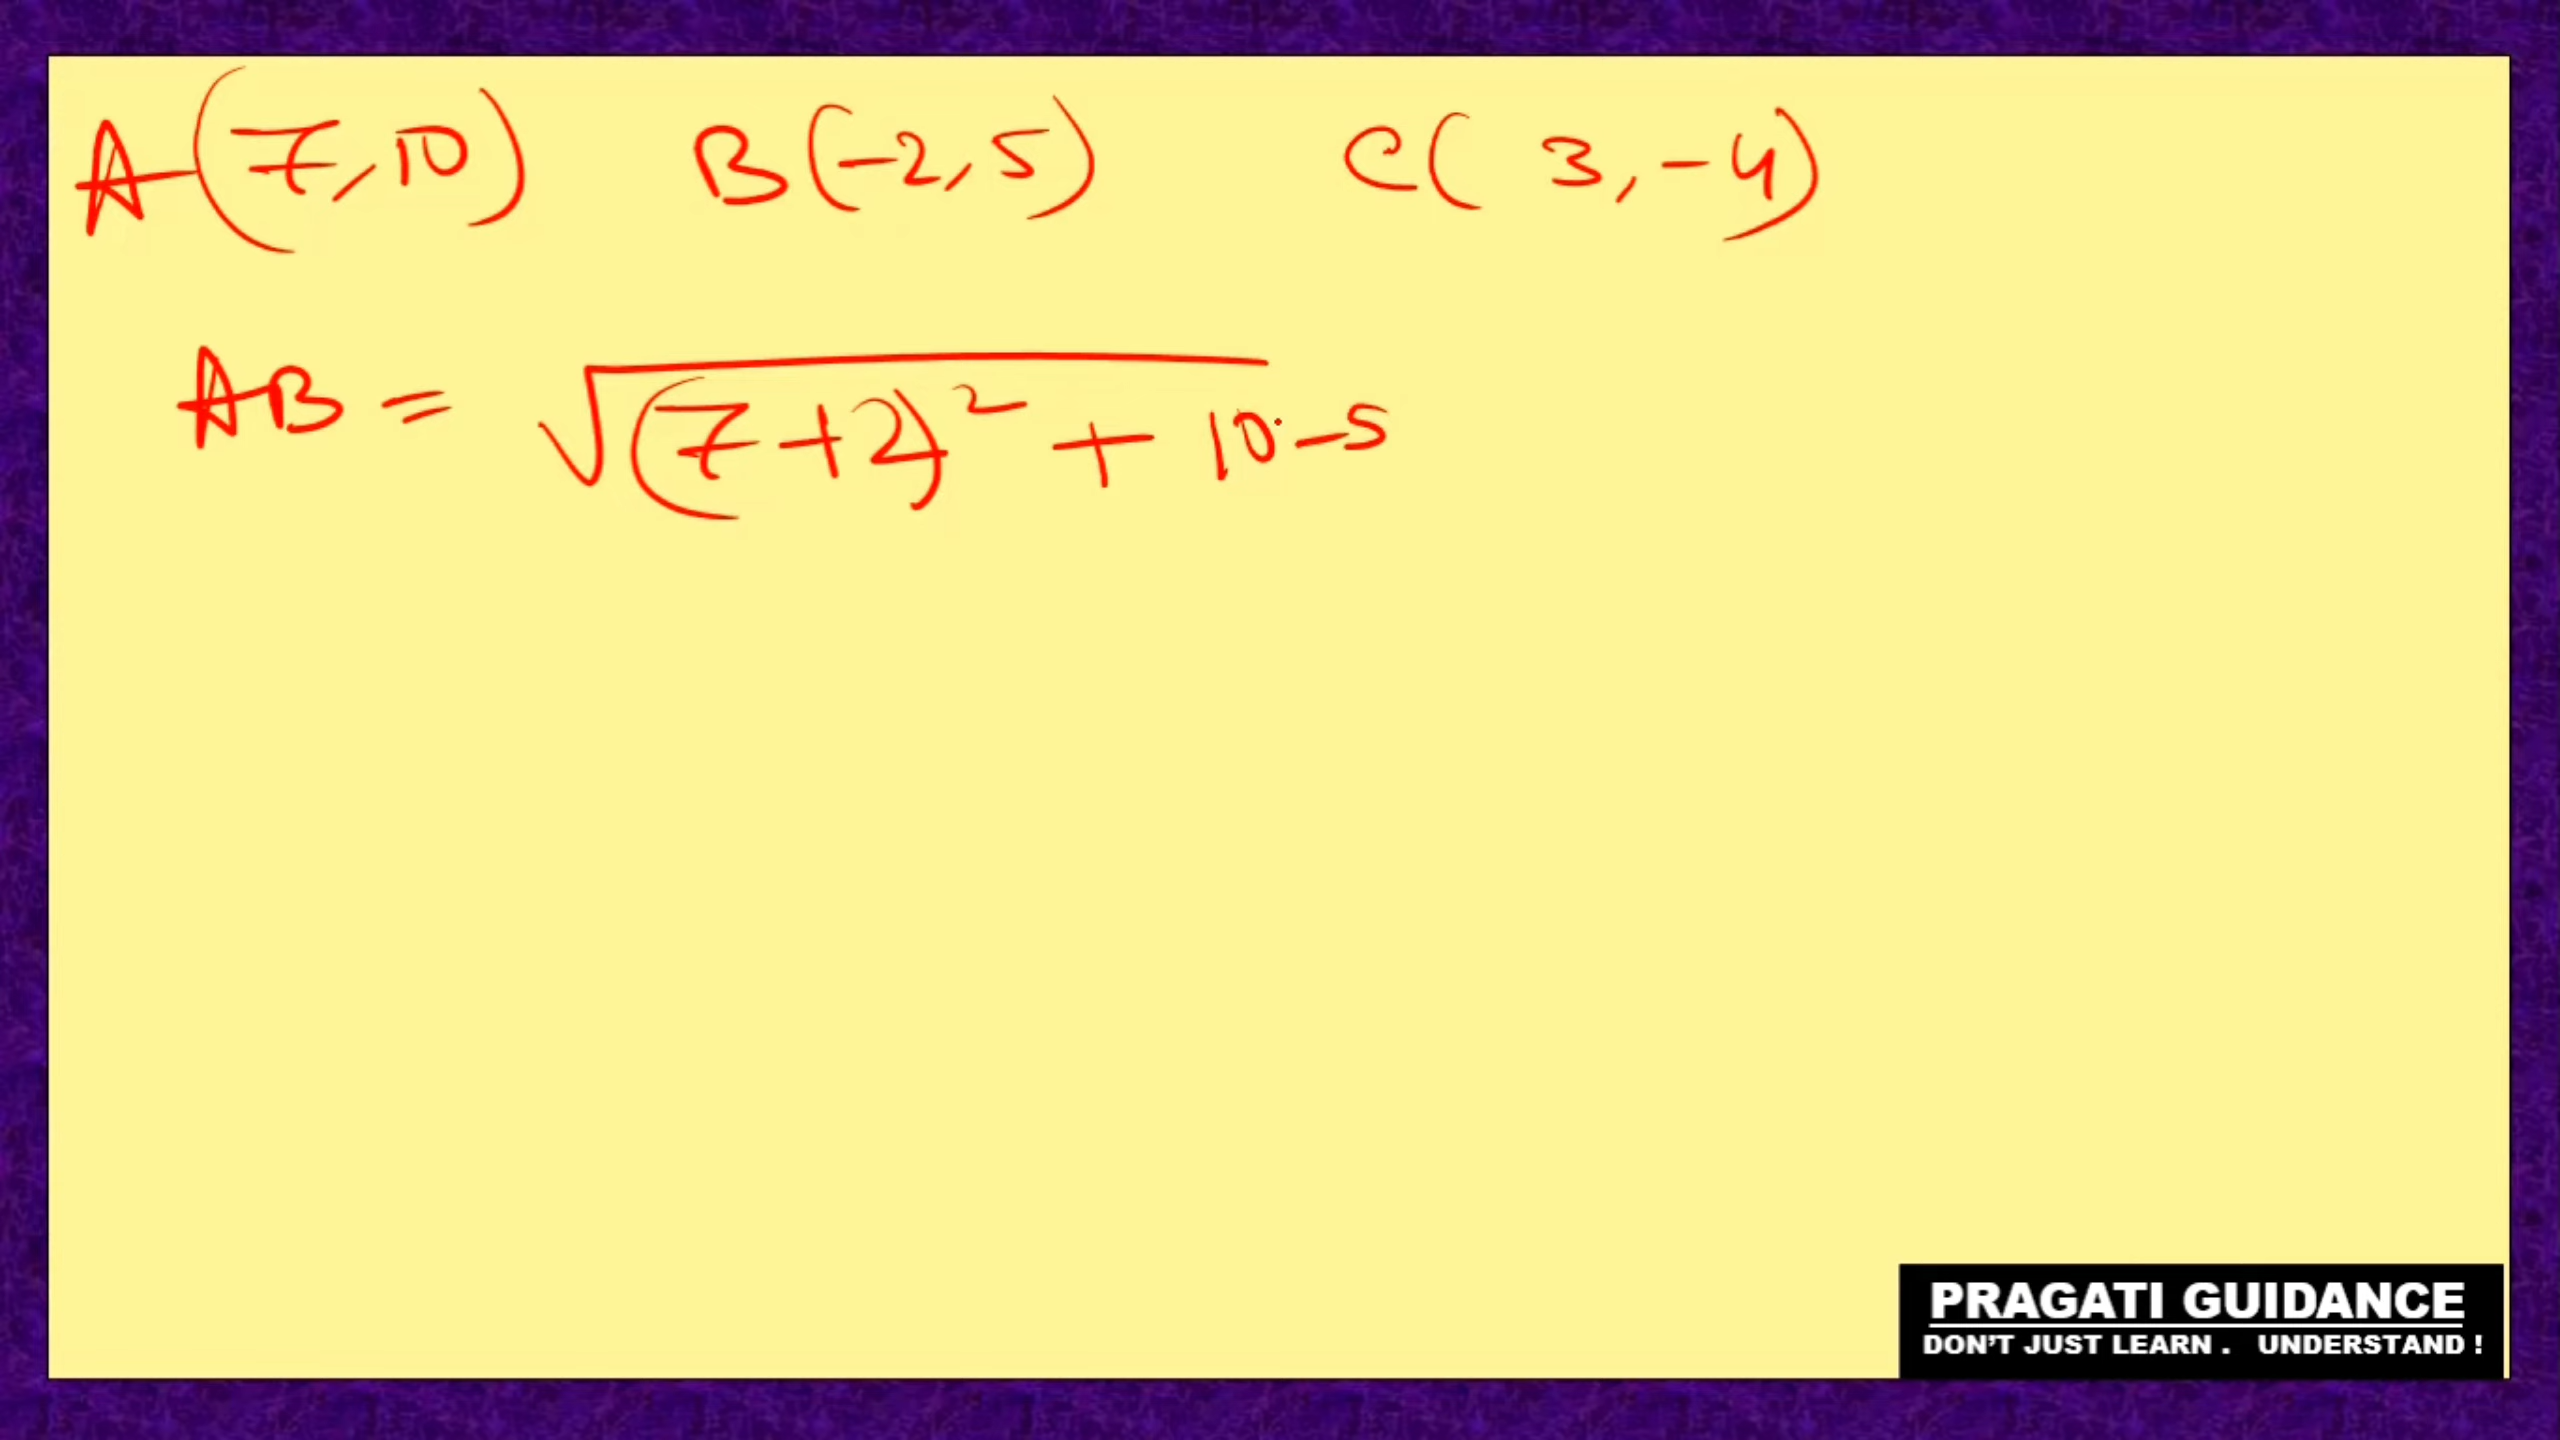 A(7,10) B(-2,5) C(3,-4)
AB = √(7+2)² + 10-5
PRAGATI GUIDANCE
DON'T JUST LEARN. UNDERSTAND!